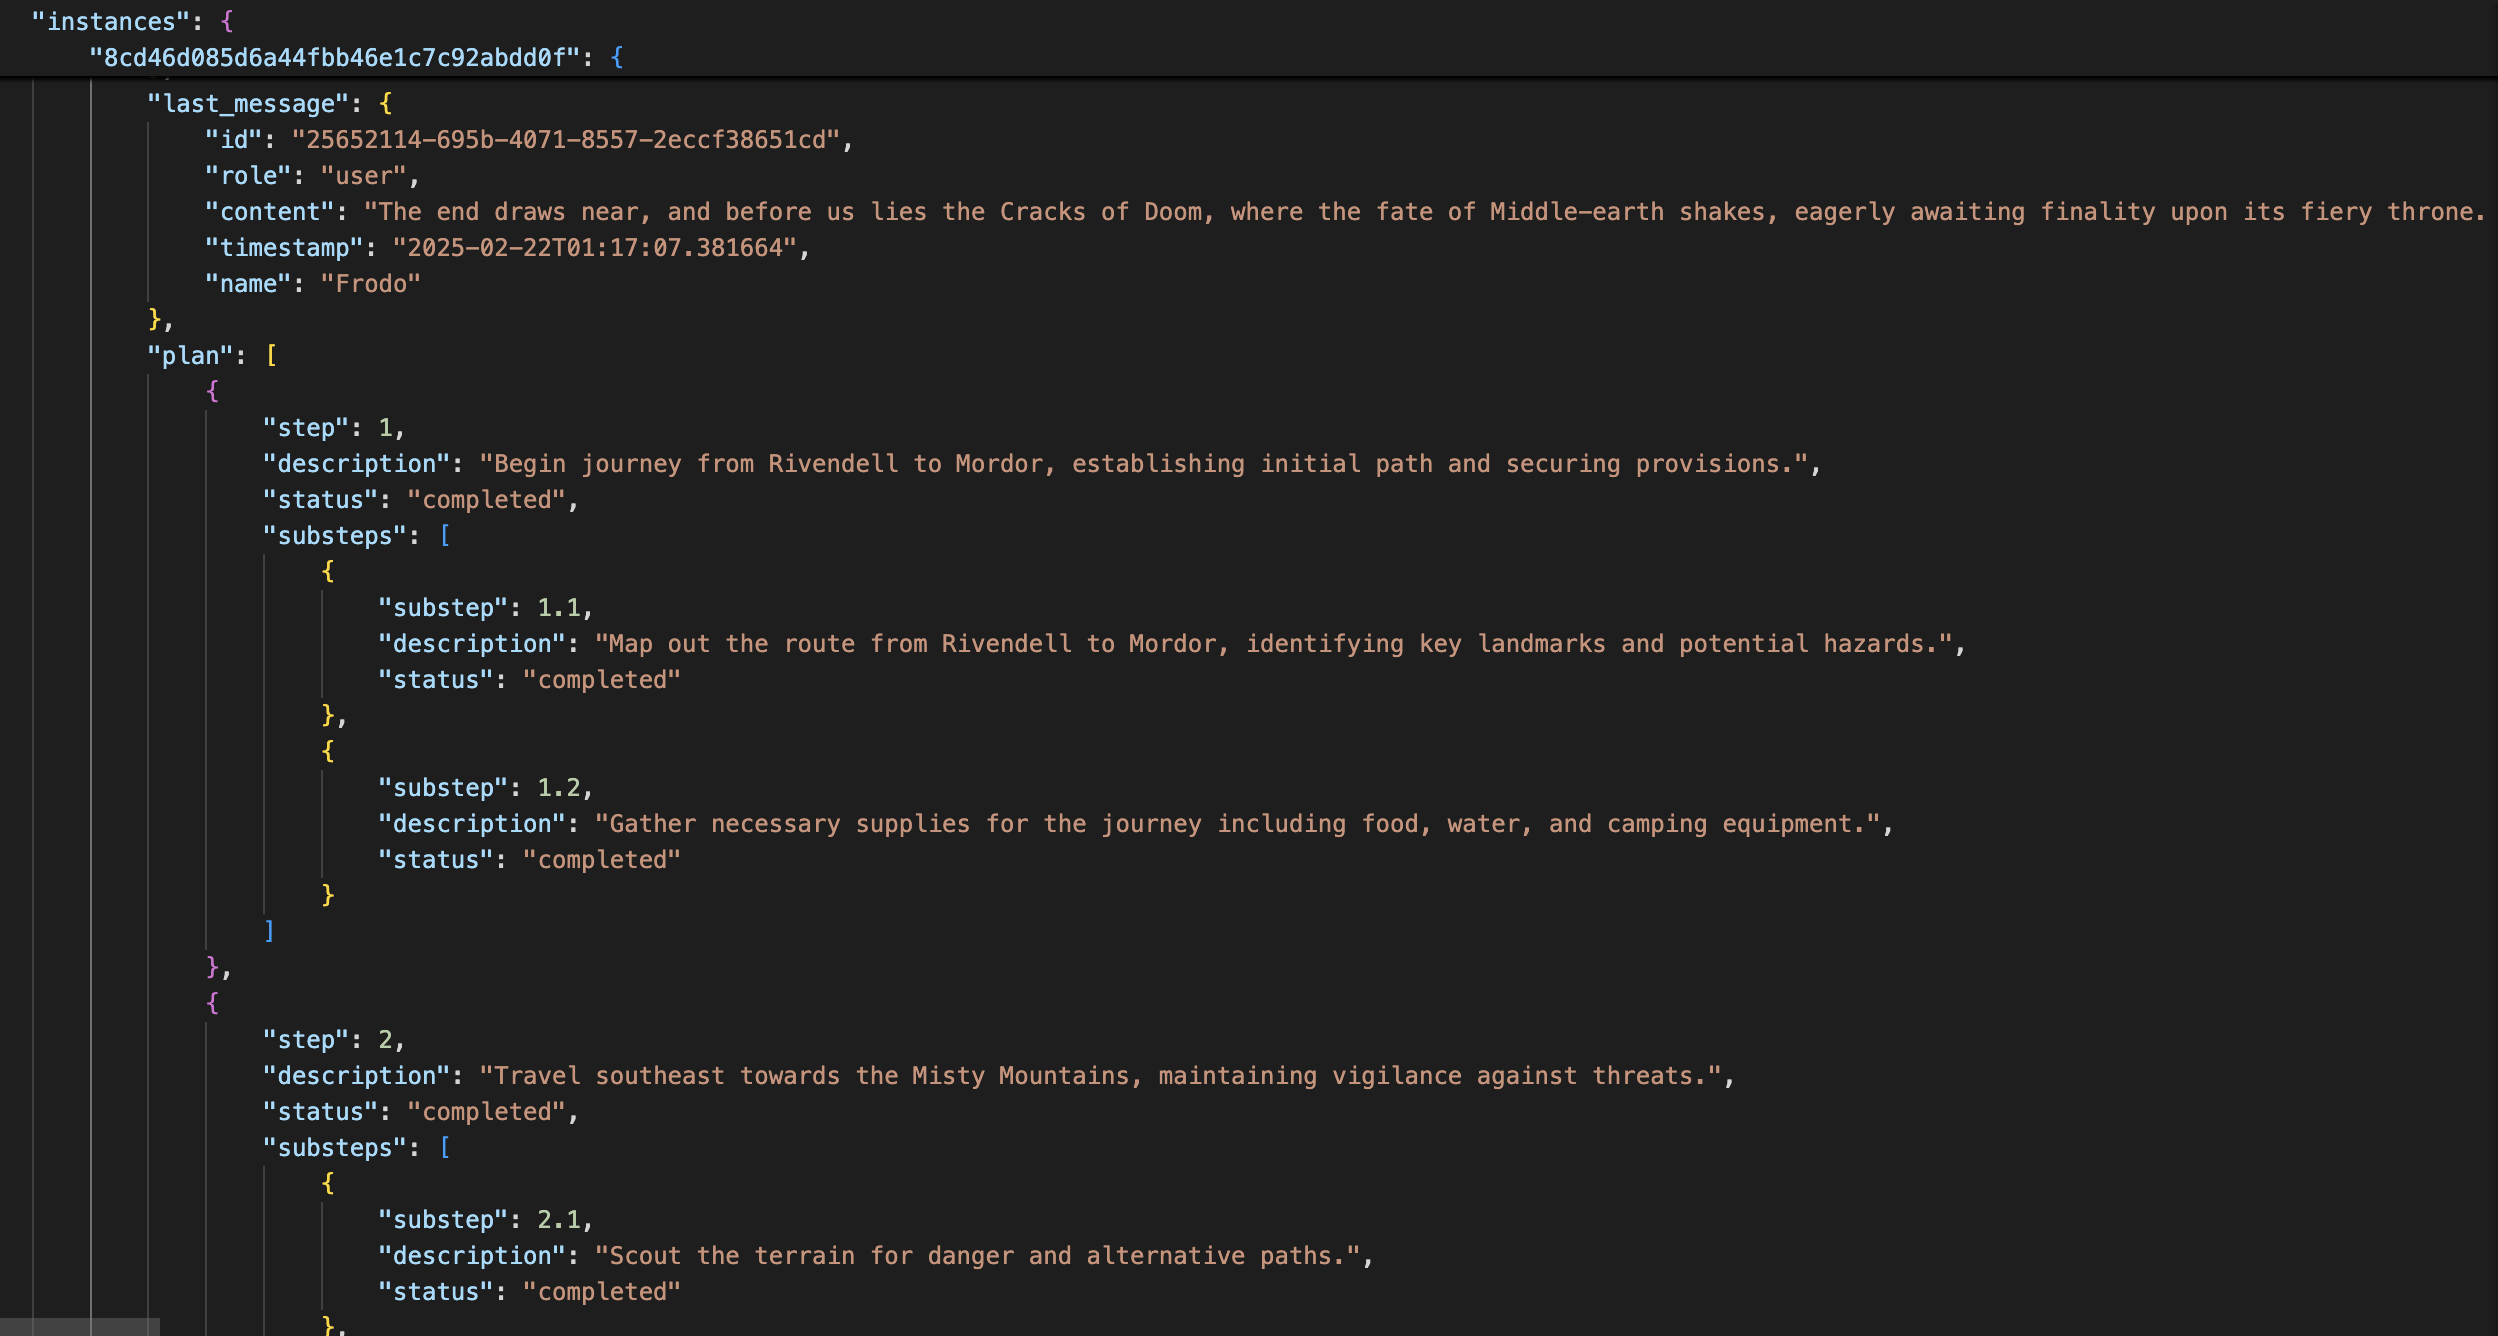 "instances": {
"8cd46d085d6a44fbb46e1c7c92abdd0f": {
"last_message": {
"id": "25652114-695b-4071-8557-2eccf38651cd",
"role": "user",
"content": "The end draws near, and before us lies the Cracks of Doom, where the fate of Middle-earth shakes, eagerly awaiting finality upon its fiery throne.
"timestamp": "2025-02-22T01:17:07.381664",
"name": "Frodo"
},
"plan": [
{
"step": 1,
"description": "Begin journey from Rivendell to Mordor, establishing initial path and securing provisions.",
"status": "completed",
"substeps": [
{
"substep": 1.1,
"description": "Map out the route from Rivendell to Mordor, identifying key landmarks and potential hazards.",
"status": "completed"
},
{
"substep": 1.2,
"description": "Gather necessary supplies for the journey including food, water, and camping equipment.",
"status": "completed"
}
]
},
{
"step": 2,
"description": "Travel southeast towards the Misty Mountains, maintaining vigilance against threats.",
"status": "completed",
"substeps": [
{
"substep": 2.1,
"description": "Scout the terrain for danger and alternative paths.",
"status": "completed"
},